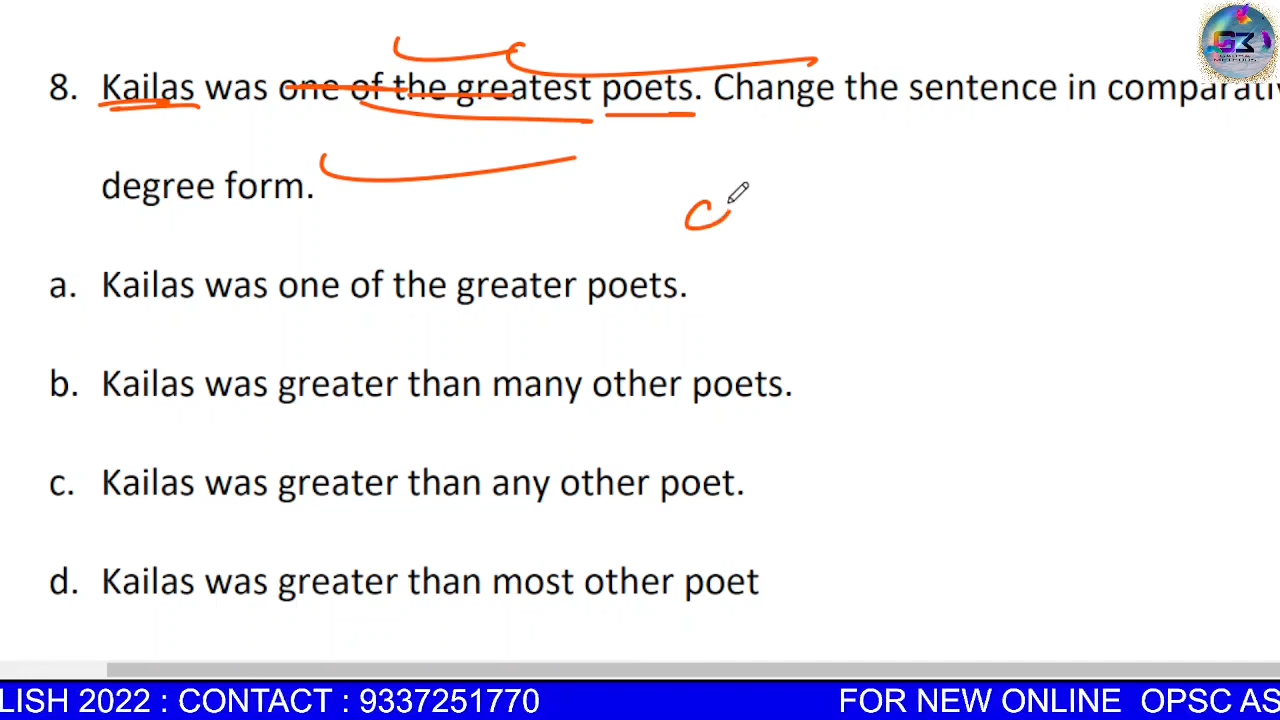 G3
8. Kailas was one of the greatest poets. Change the sentence in comparativ
degree form.
a. Kailas was one of the greater poets.
b. Kailas was greater than many other poets.
c. Kailas was greater than any other poet.
d. Kailas was greater than most other poet
LISH 2022 : CONTACT : 9337251770 FOR NEW ONLINE OPSC AS